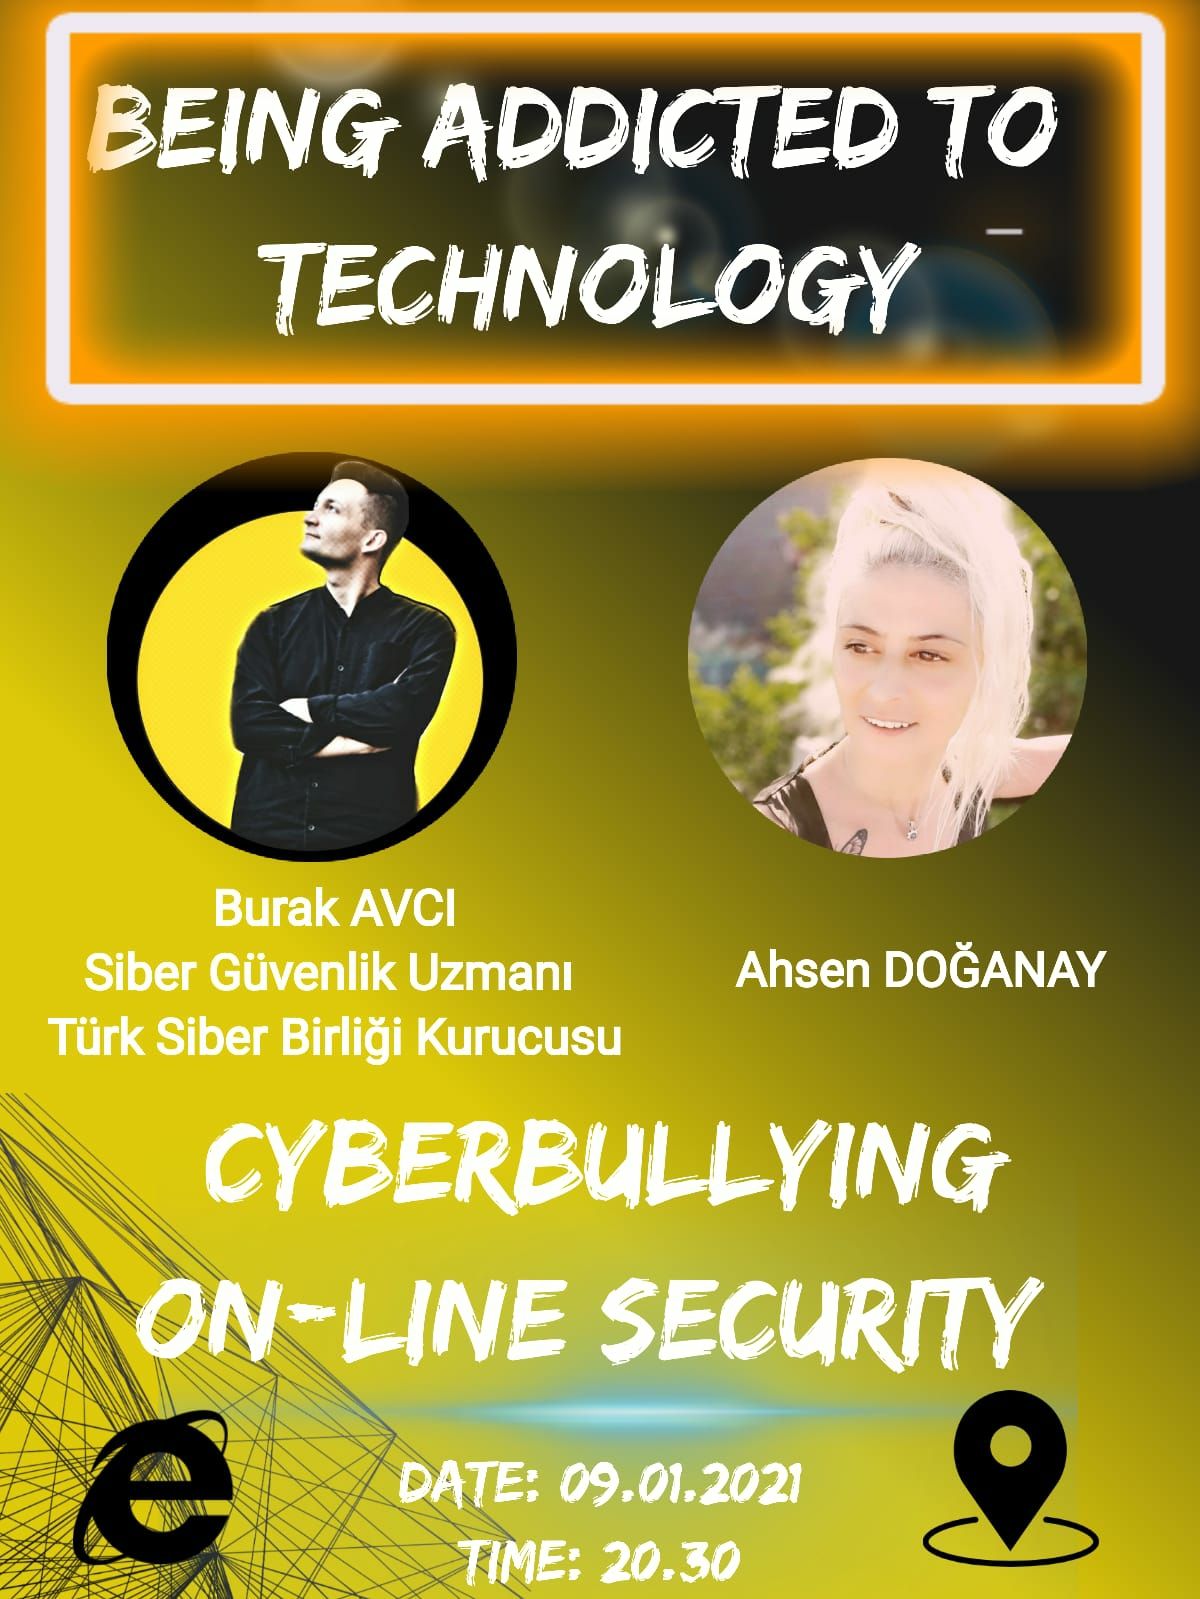 BEING ADDICTED TO
TECHNOLOGY
Burak AVCI
Siber Güvenlik Uzmanı
Türk Siber Birliği Kurucusu
Ahsen DOĞANAY
CYBERBULLYING
ON-LINE SECURITY
DATE: 09.01.2021
TIME: 20.30